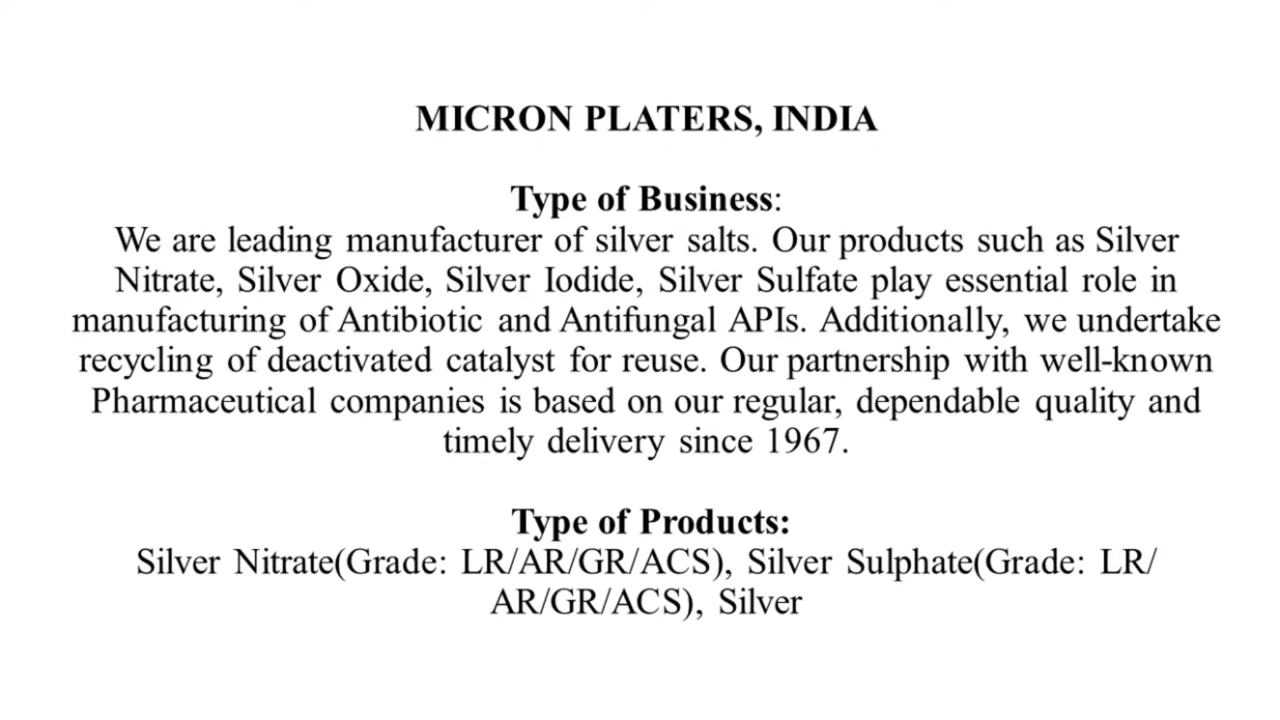 MICRON PLATERS, INDIA
Type of Business:
We are leading manufacturer of silver salts. Our products such as Silver
Nitrate, Silver Oxide, Silver Iodide, Silver Sulfate play essential role in
manufacturing of Antibiotic and Antifungal APIs. Additionally, we undertake
recycling of deactivated catalyst for reuse. Our partnership with well-known
Pharmaceutical companies is based on our regular, dependable quality and
timely delivery since 1967.
Type of Products:
Silver Nitrate(Grade: LR/AR/GR/ACS), Silver Sulphate(Grade: LR/
AR/GR/ACS), Silver